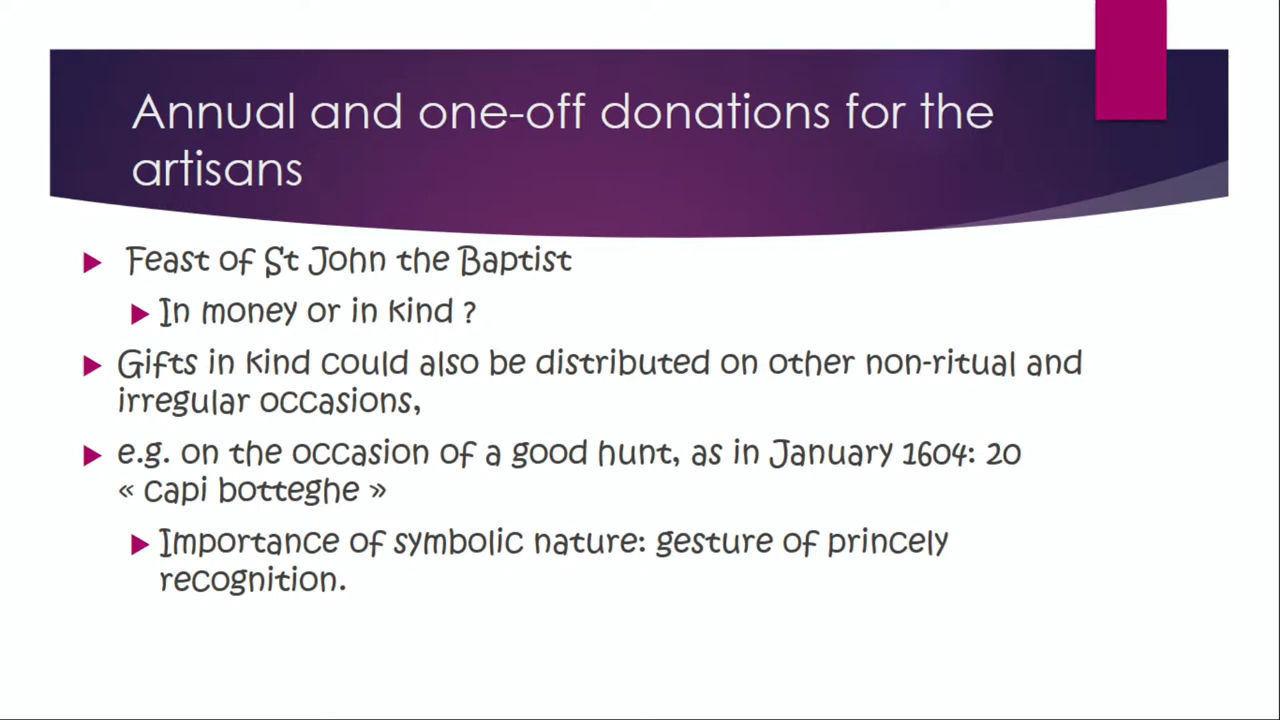 Annual and one-off donations for the
artisans
Feast of St John the Baptist
In money or in kind ?
Gifts in kind could also be distributed on other non-ritual and
irregular occasions,
e.g. on the occasion of a good hunt, as in January 1604: 20
« capi botteghe »
Importance of symbolic nature: gesture of princely
recognition.